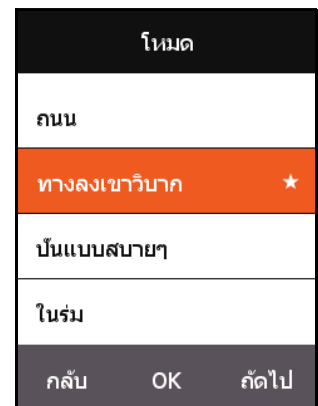 โหมด
ถนน
ทางลงเขาวิบาก ★
ปั่นแบบสบายๆ
ในร่ม
กลับ OK ถัดไป